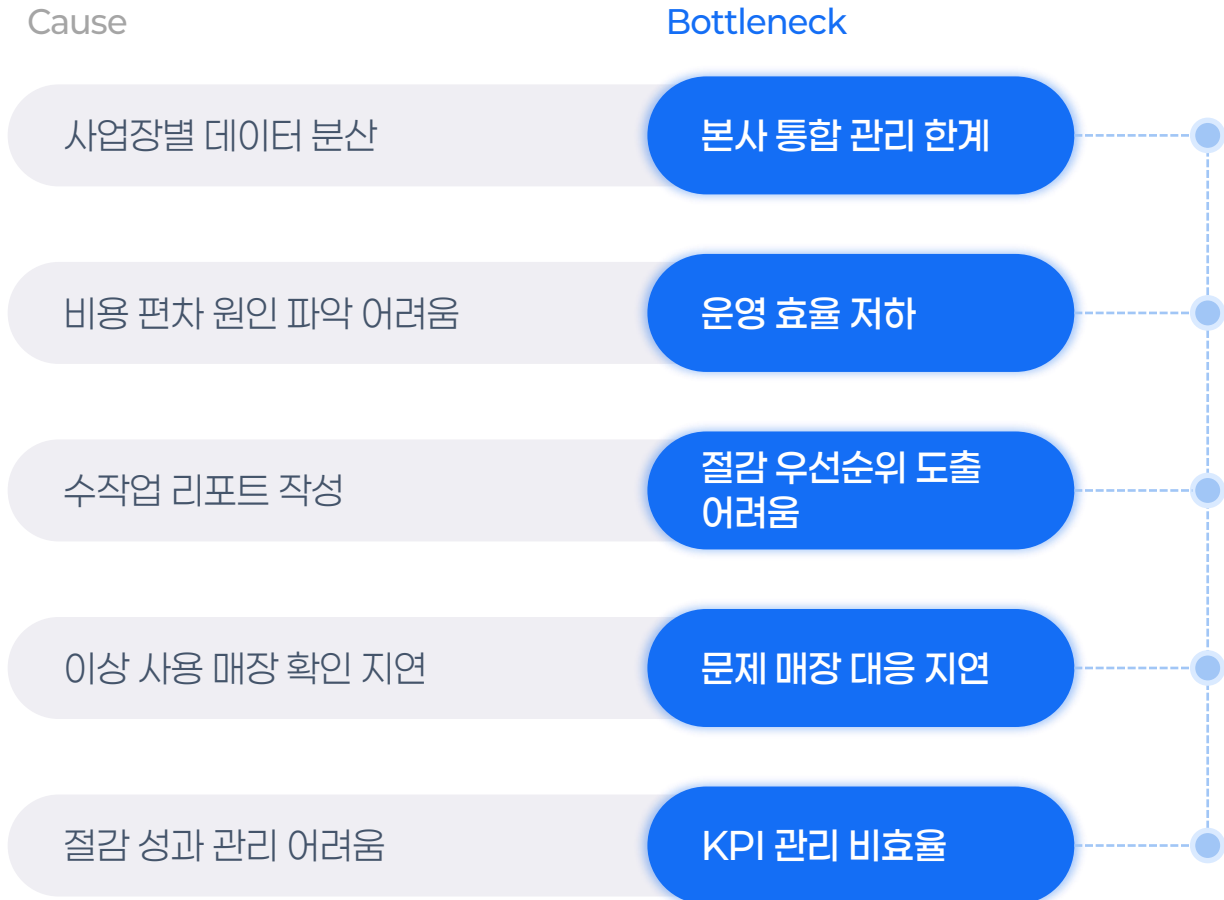 Cause
Bottleneck
사업장별 데이터 분산
본사 통합 관리 한계
비용 편차 원인 파악 어려움
운영 효율 저하
수작업 리포트 작성
절감 우선순위 도출
어려움
이상 사용 매장 확인 지연
문제 매장 대응 지연
절감 성과 관리 어려움
KPI 관리 비효율